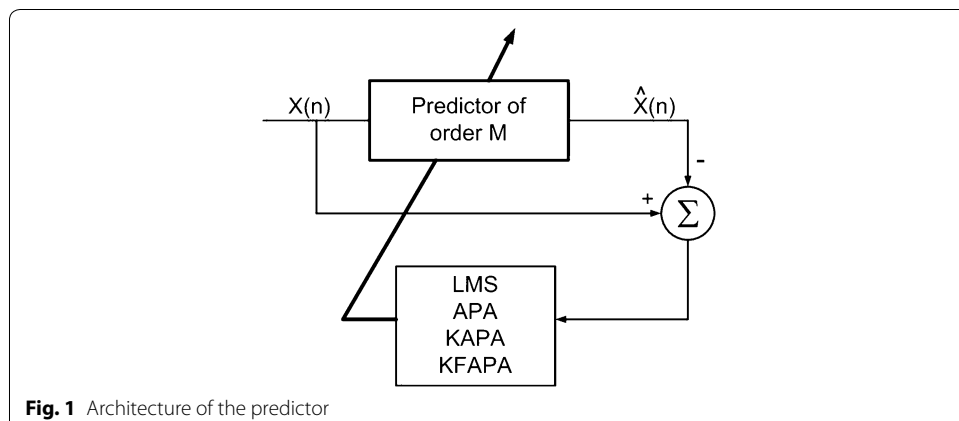 X(n)
Predictor of
order M
X̂(n)
-
+
Σ
LMS
APA
KAPA
KFAPA
Fig. 1 Architecture of the predictor